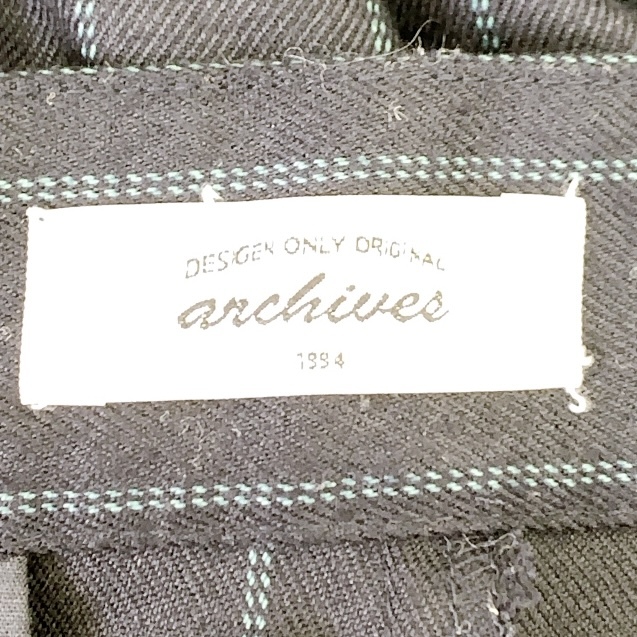 DESIGER ONLY ORIGINAL
archives
1994